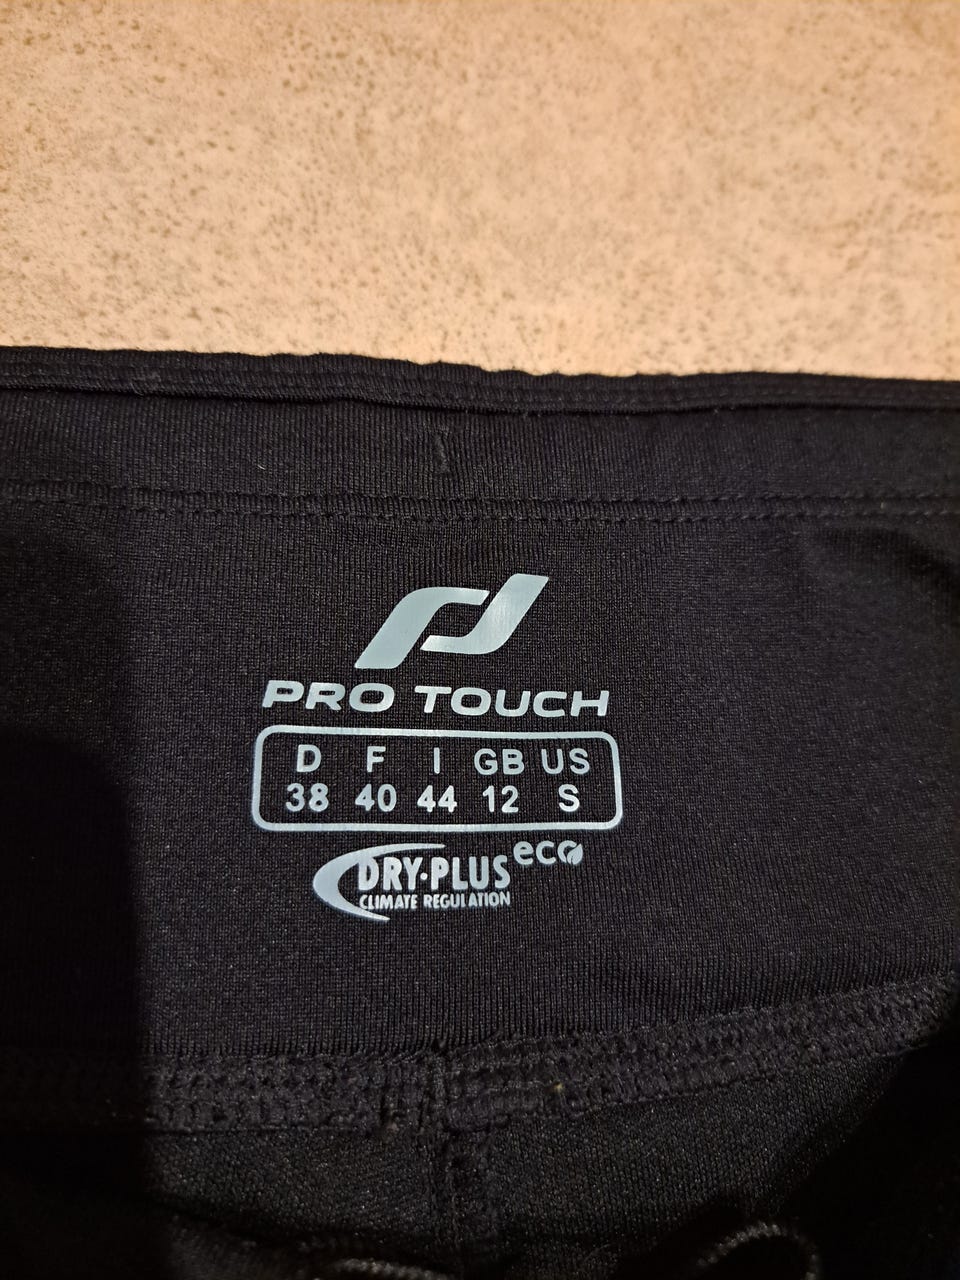 PRO TOUCH
D F I GB US
38 40 44 12 S
DRY·PLUS eco
CLIMATE REGULATION